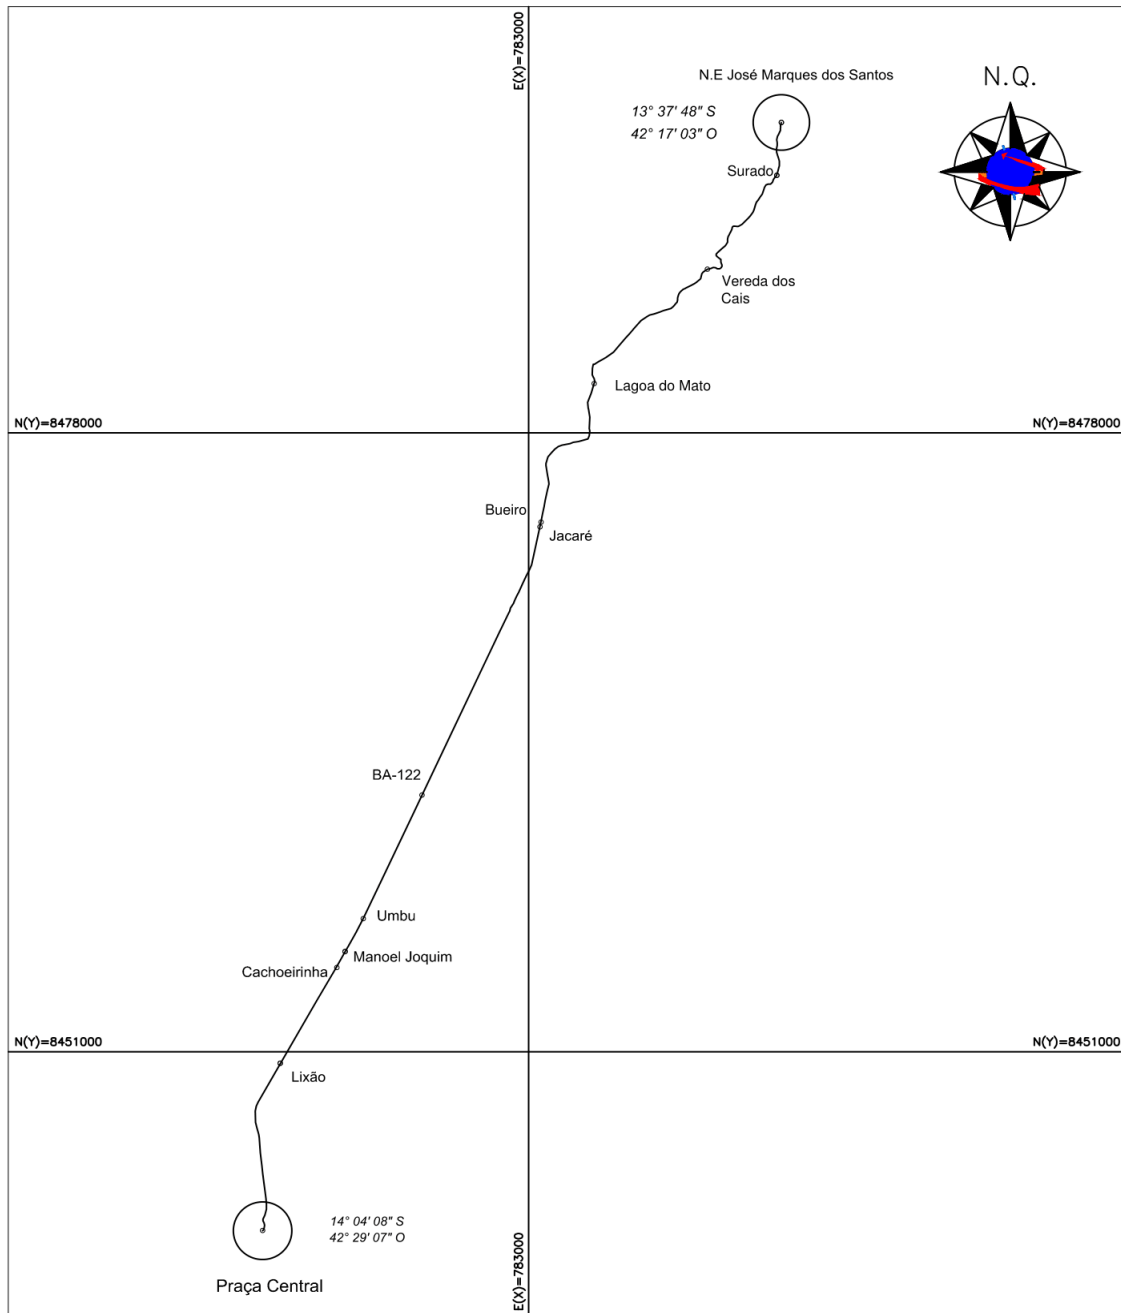 E(X)=783000
N.E José Marques dos Santos
N.Q.
13° 37' 48" S
42° 17' 03" O
Surado
Vereda dos
Cais
Lagoa do Mato
N(Y)=8478000
N(Y)=8478000
Bueiro
Jacaré
BA-122
Umbu
Manoel Joquim
Cachoeirinha
N(Y)=8451000
N(Y)=8451000
Lixão
14° 04' 08" S
42° 29' 07" O
Praça Central
E(X)=783000